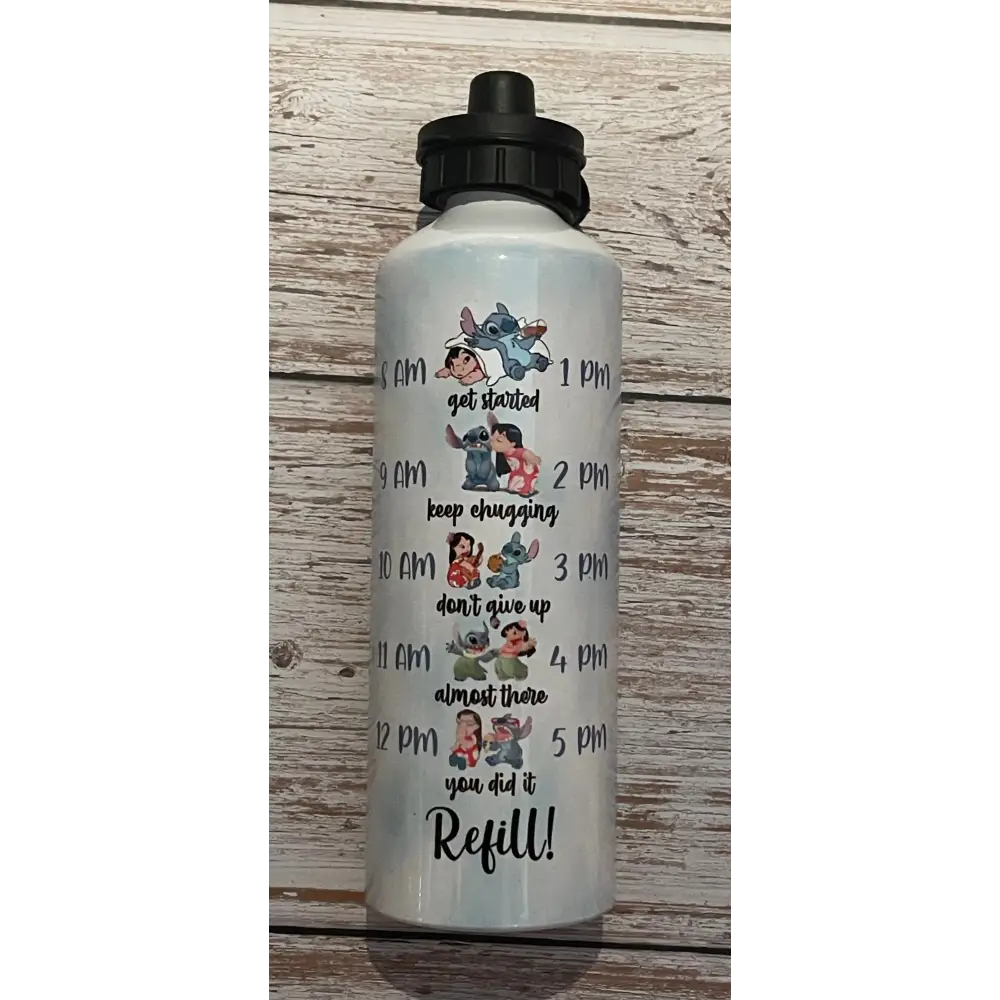 8 AM 1 PM
get started
9 AM 2 PM
keep chugging
10 AM 3 PM
don't give up
11 AM 4 PM
almost there
12 PM 5 PM
you did it
Refill!